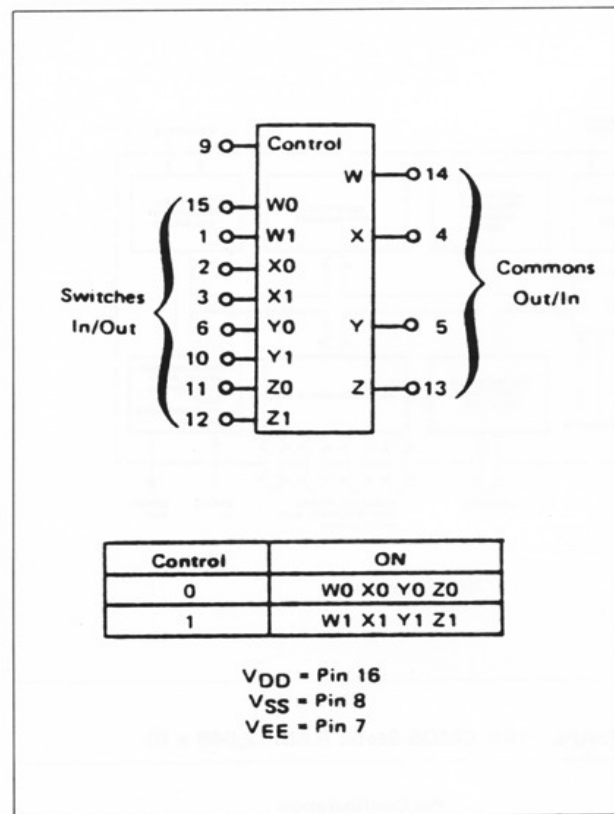 9 Control
W 14
15 W0
1 W1
X 4
2 X0
3 X1
Switches
In/Out
Commons
Out/In
6 Y0
Y 5
10 Y1
11 Z0
Z 13
12 Z1
Control ON
0 W0 X0 Y0 Z0
1 W1 X1 Y1 Z1
VDD = Pin 16
VSS = Pin 8
VEE = Pin 7